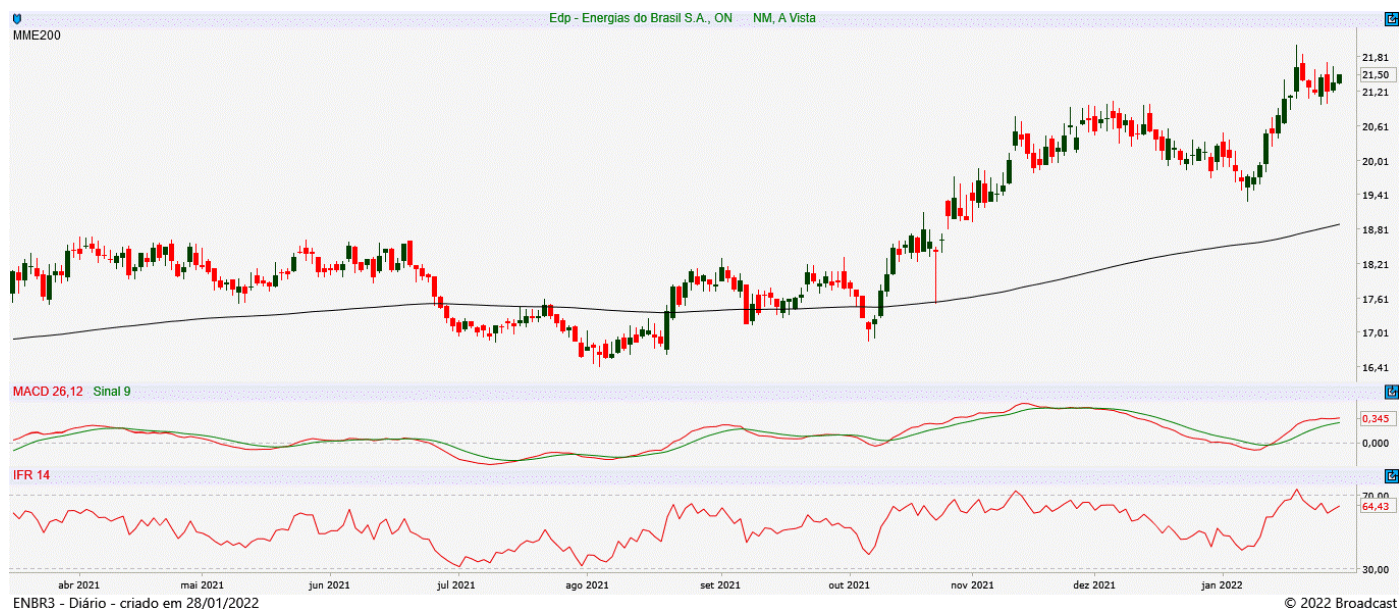 Edp - Energias do Brasil S.A., ON NM, A Vista
MME200
21,81
21,50
21,21
20,61
20,01
19,41
18,81
18,21
17,61
17,01
16,41
MACD 26,12 Sinal 9
0,345
0,000
IFR 14
70,00
64,43
30,00
abr 2021 mai 2021 jun 2021 jul 2021 ago 2021 set 2021 out 2021 nov 2021 dez 2021 jan 2022
ENBR3 - Diário - criado em 28/01/2022 © 2022 Broadcast